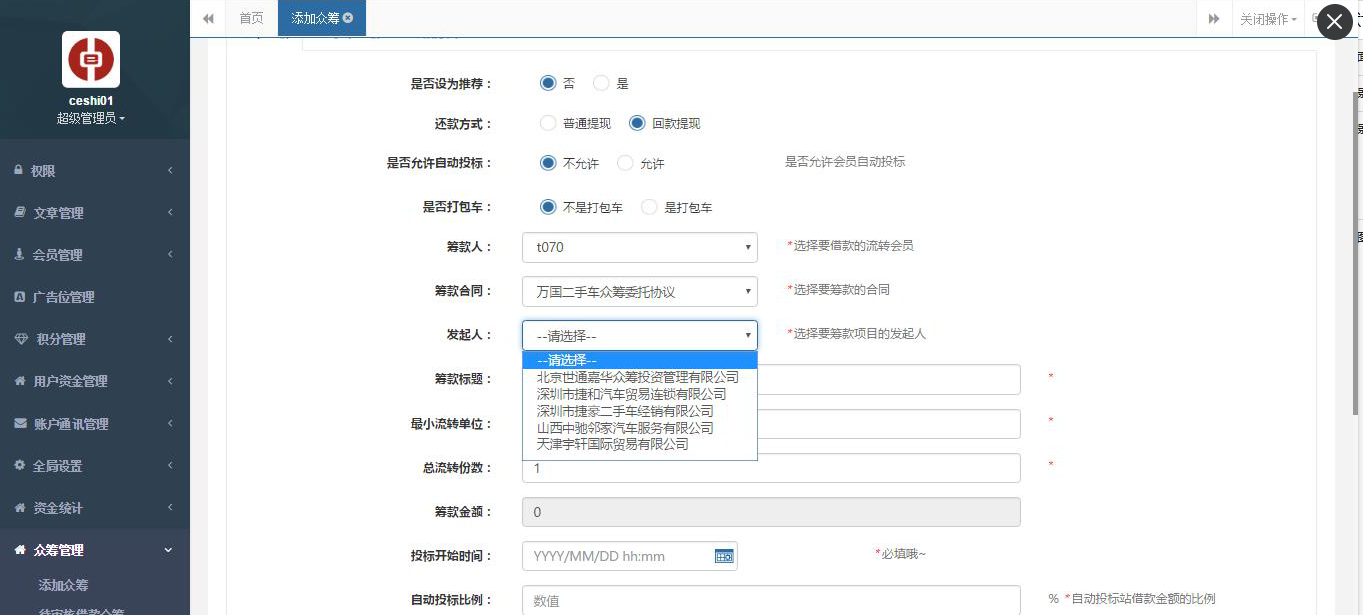 首页
添加众筹
关闭操作
ceshi01
超级管理员
权限
文章管理
会员管理
广告位管理
积分管理
用户资金管理
账户通讯管理
全局设置
资金统计
众筹管理
添加众筹
待审核借款众筹
是否设为推荐： 否 是
还款方式： 普通提现 回款提现
是否允许自动投标： 不允许 允许 是否允许会员自动投标
是否打包车： 不是打包车 是打包车
筹款人： t070 *选择要借款的流转会员
筹款合同： 万国二手车众筹委托协议 *选择要筹款的合同
发起人： --请选择-- *选择要筹款项目的发起人
--请选择--
北京世通嘉华众筹投资管理有限公司
深圳市捷和汽车贸易连锁有限公司
深圳市捷豪二手车经销有限公司
山西中驰邻家汽车服务有限公司
天津宇轩国际贸易有限公司
筹款标题： *
最小流转单位： *
总流转份数： 1 *
筹款金额： 0
投标开始时间： YYYY/MM/DD hh:mm *必填哦~
自动投标比例： 数值 % *自动投标站借款金额的比例